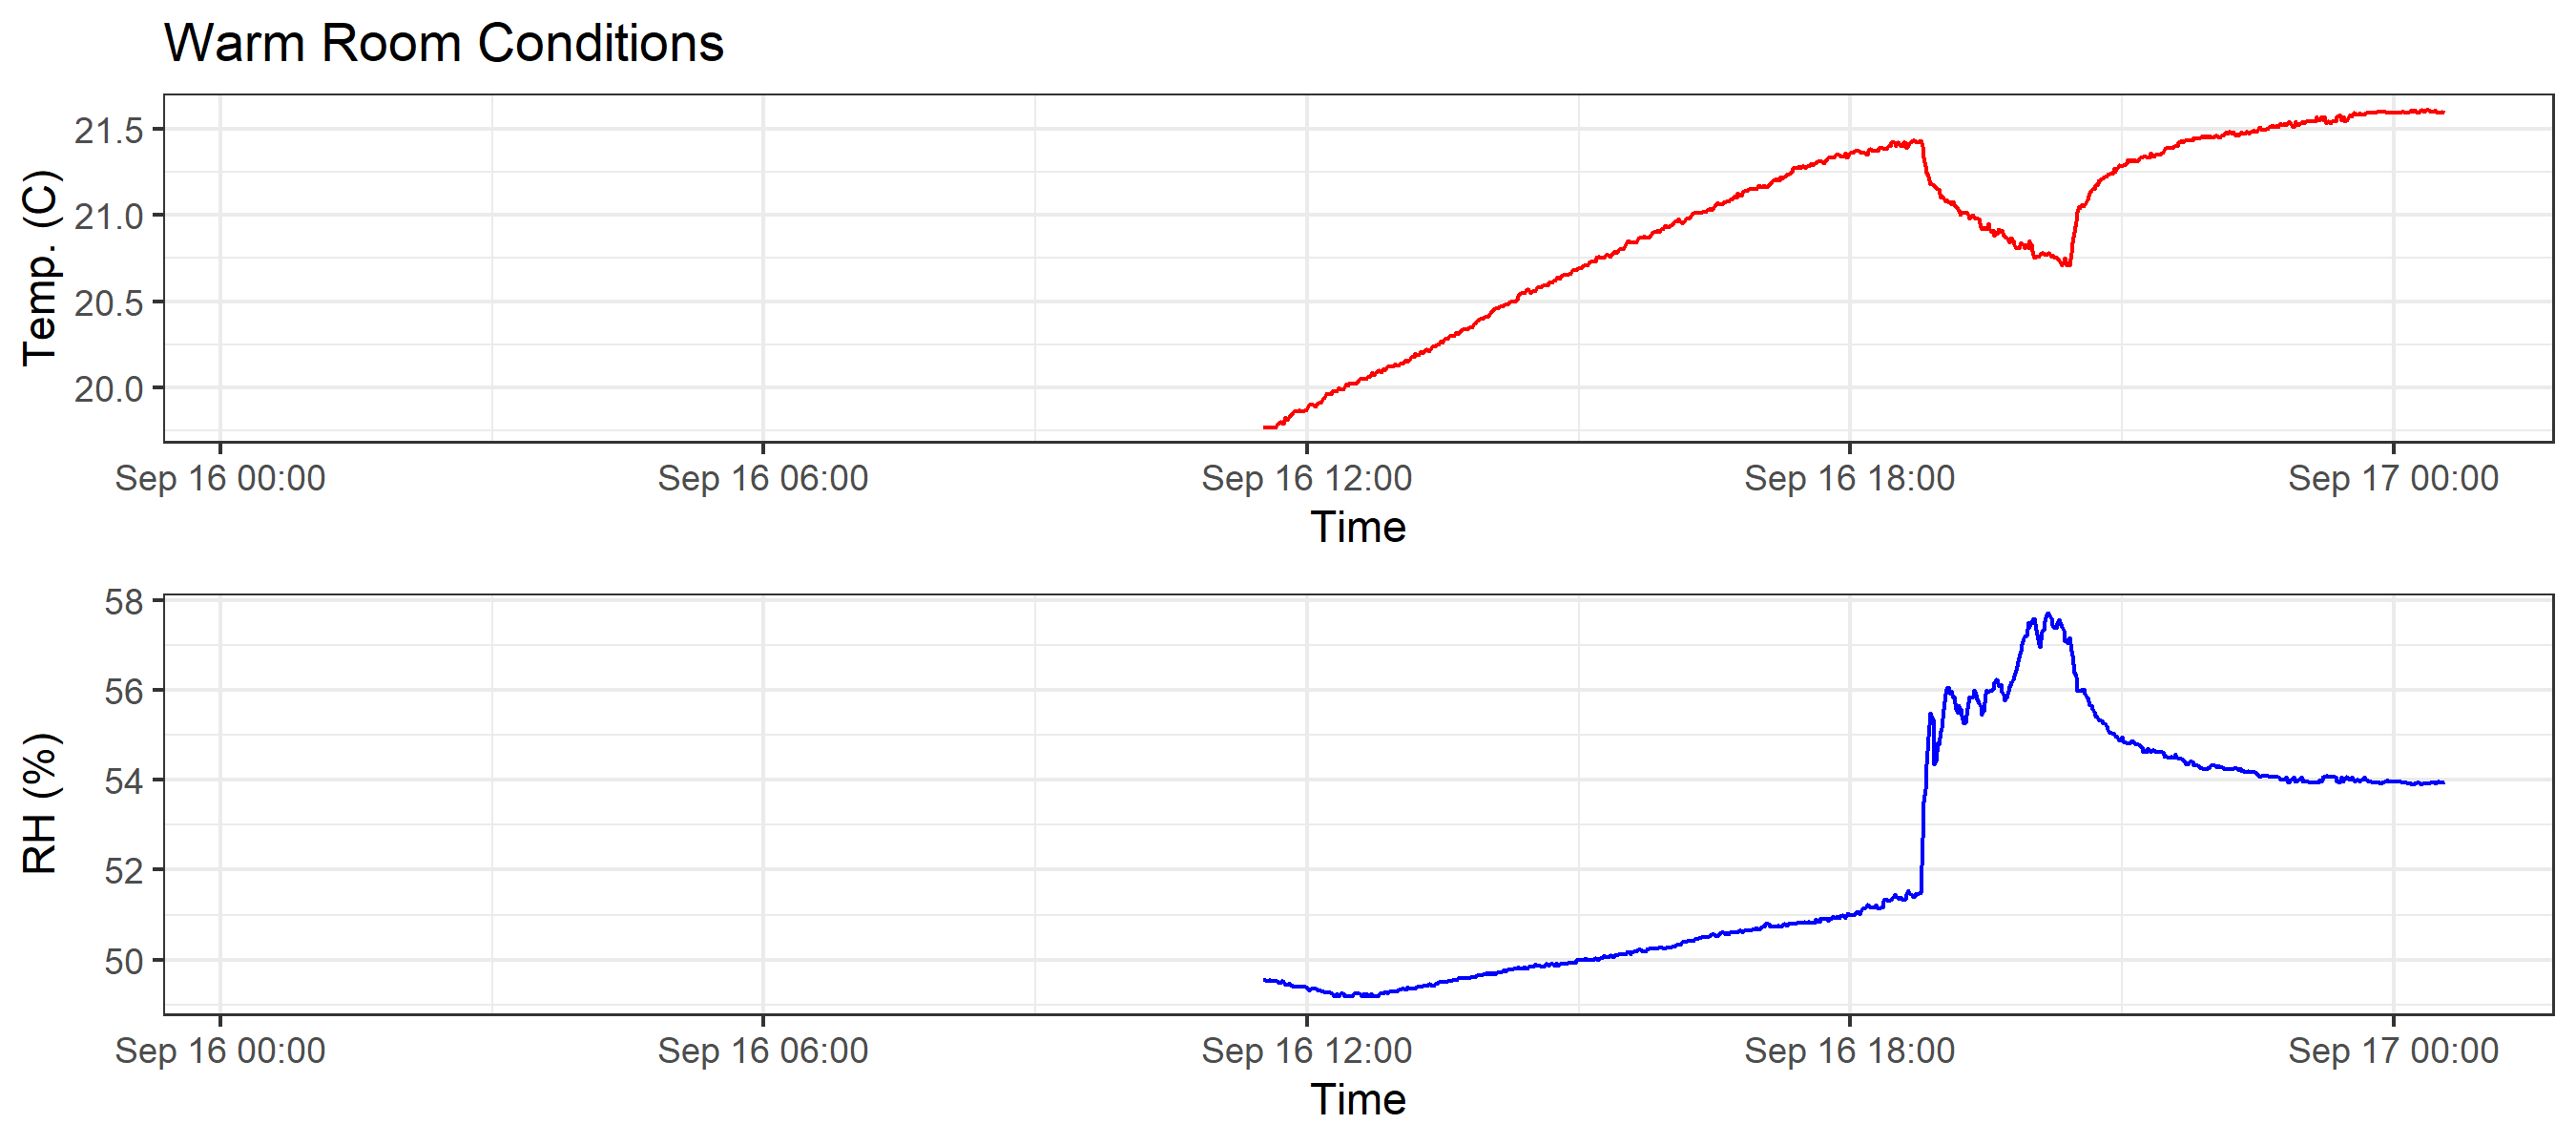 Warm Room Conditions
Temp. (C)
21.5
21.0
20.5
20.0
Sep 16 00:00 Sep 16 06:00 Sep 16 12:00 Sep 16 18:00 Sep 17 00:00
Time
RH (%)
58
56
54
52
50
Sep 16 00:00 Sep 16 06:00 Sep 16 12:00 Sep 16 18:00 Sep 17 00:00
Time